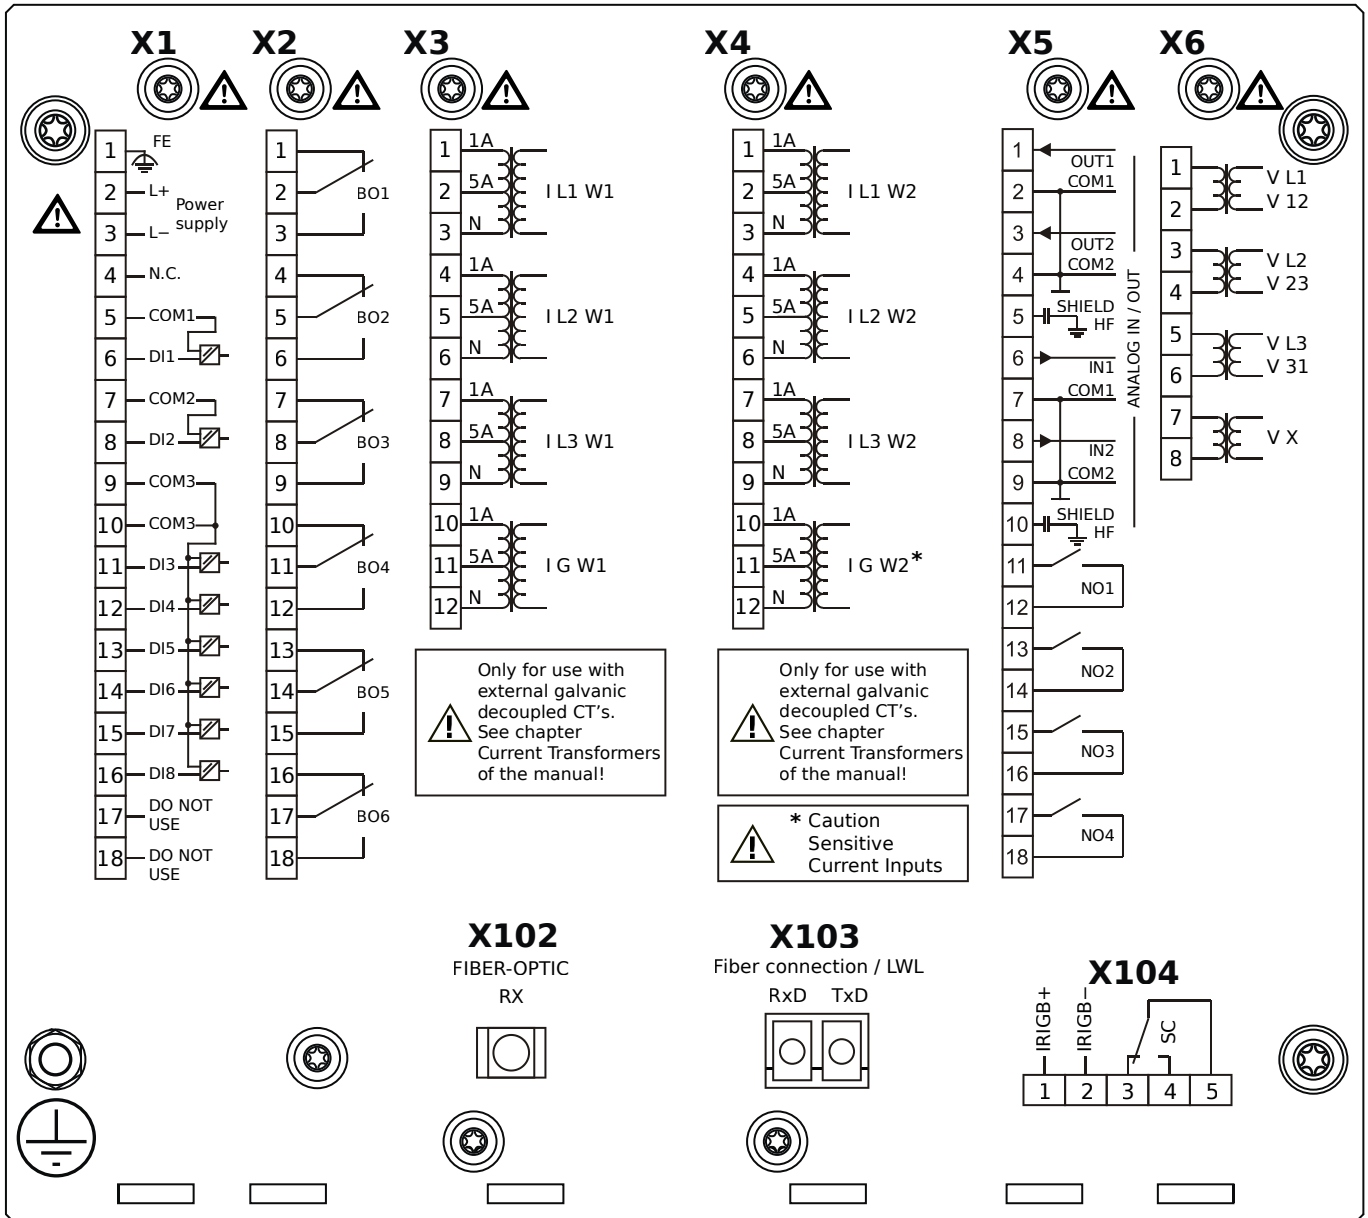 X1
X2
X3
X4
X5
X6
1 FE
2 L+
Power
supply
3 L−
4 N.C.
5 COM1
6 DI1
7 COM2
8 DI2
9 COM3
10 COM3
11 DI3
12 DI4
13 DI5
14 DI6
15 DI7
16 DI8
17 DO NOT
USE
18 DO NOT
USE
1
2 BO1
3
4
5 BO2
6
7
8 BO3
9
10
11 BO4
12
13
14 BO5
15
16
17 BO6
18
1 1A
2 5A I L1 W1
3 N
4 1A
5 5A I L2 W1
6 N
7 1A
8 5A I L3 W1
9 N
10 1A
11 5A I G W1
12 N
Only for use with
external galvanic
decoupled CT's.
See chapter
Current Transformers
of the manual!
1 1A
2 5A I L1 W2
3 N
4 1A
5 5A I L2 W2
6 N
7 1A
8 5A I L3 W2
9 N
10 1A
11 5A I G W2*
12 N
Only for use with
external galvanic
decoupled CT's.
See chapter
Current Transformers
of the manual!
* Caution
Sensitive
Current Inputs
1 OUT1
2 COM1
3 OUT2
4 COM2
5 SHIELD
HF
6 IN1
7 COM1
8 IN2
9 COM2
10 SHIELD
HF
ANALOG IN / OUT
11
NO1
12
13
NO2
14
15
NO3
16
17
NO4
18
1 V L1
2 V 12
3 V L2
4 V 23
5 V L3
6 V 31
7
V X
8
X102
FIBER-OPTIC
RX
X103
Fiber connection / LWL
RxD TxD
X104
IRIGB+
IRIGB−
SC
1 2 3 4 5